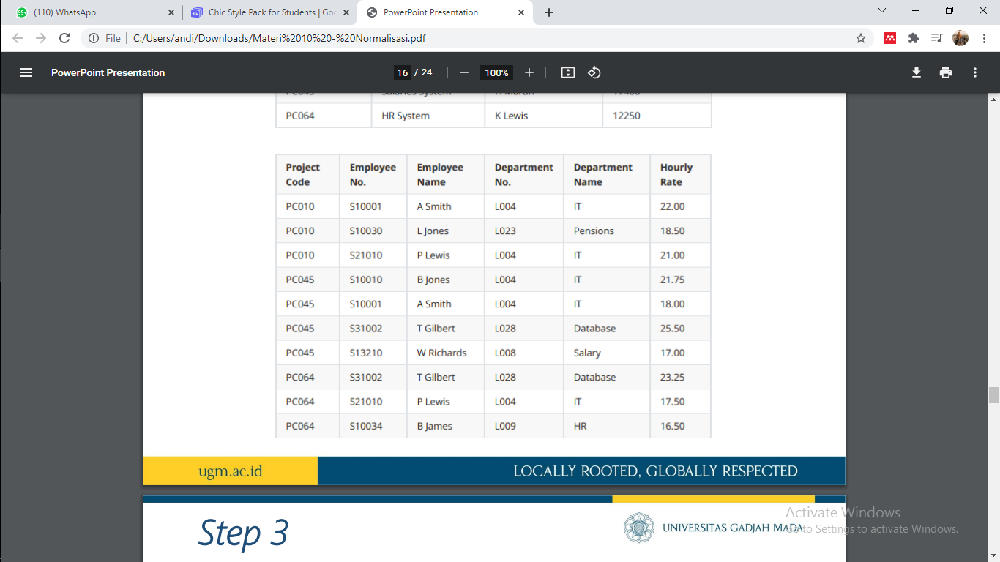 99+ (110) WhatsApp
Chic Style Pack for Students | Goo
PowerPoint Presentation
File C:/Users/andi/Downloads/Materi%2010%20-%20Normalisasi.pdf
PowerPoint Presentation 16 / 24 100%
PC064 HR System K Lewis 12250
Project Code Employee No. Employee Name Department No. Department Name Hourly Rate
PC010 S10001 A Smith L004 IT 22.00
PC010 S10030 L Jones L023 Pensions 18.50
PC010 S21010 P Lewis L004 IT 21.00
PC045 S10010 B Jones L004 IT 21.75
PC045 S10001 A Smith L004 IT 18.00
PC045 S31002 T Gilbert L028 Database 25.50
PC045 S13210 W Richards L008 Salary 17.00
PC064 S31002 T Gilbert L028 Database 23.25
PC064 S21010 P Lewis L004 IT 17.50
PC064 S10034 B James L009 HR 16.50
ugm.ac.id LOCALLY ROOTED, GLOBALLY RESPECTED
Step 3
UNIVERSITAS GADJAH MADA
Activate Windows
Go to Settings to activate Windows.